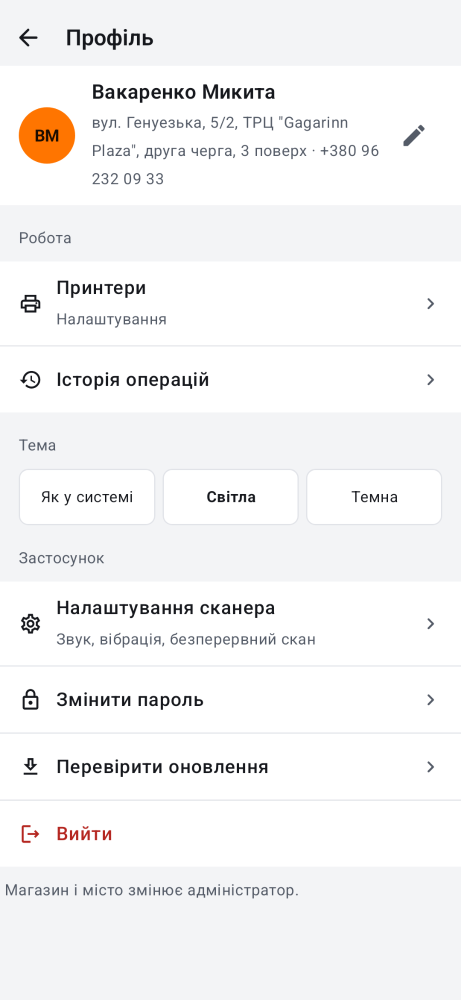 Профіль
Вакаренко Микита
вул. Генуезька, 5/2, ТРЦ "Gagarinn
Plaza", друга черга, 3 поверх · +380 96
232 09 33
ВМ
Робота
Принтери
Налаштування
Історія операцій
Тема
Як у системі
Світла
Темна
Застосунок
Налаштування сканера
Звук, вібрація, безперервний скан
Змінити пароль
Перевірити оновлення
Вийти
Магазин і місто змінює адміністратор.